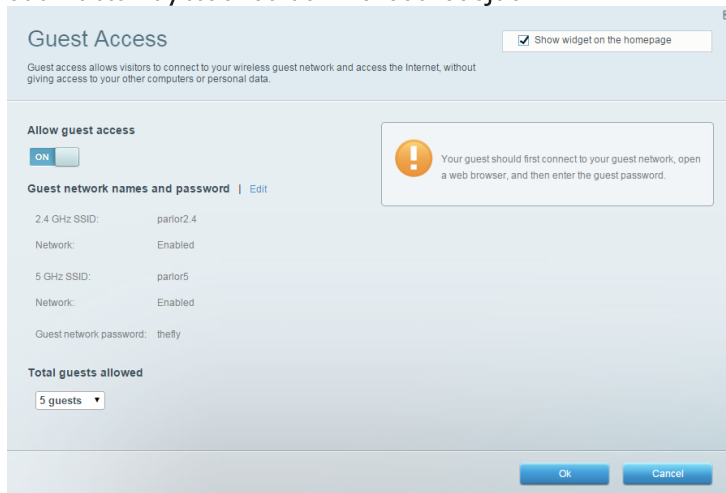 Guest Access
Show widget on the homepage
Guest access allows visitors to connect to your wireless guest network and access the Internet, without
giving access to your other computers or personal data.
Allow guest access
ON
Your guest should first connect to your guest network, open
a web browser, and then enter the guest password.
Guest network names and password | Edit
2.4 GHz SSID: parlor2.4
Network: Enabled
5 GHz SSID: parlor5
Network: Enabled
Guest network password: thefly
Total guests allowed
5 guests
Ok Cancel